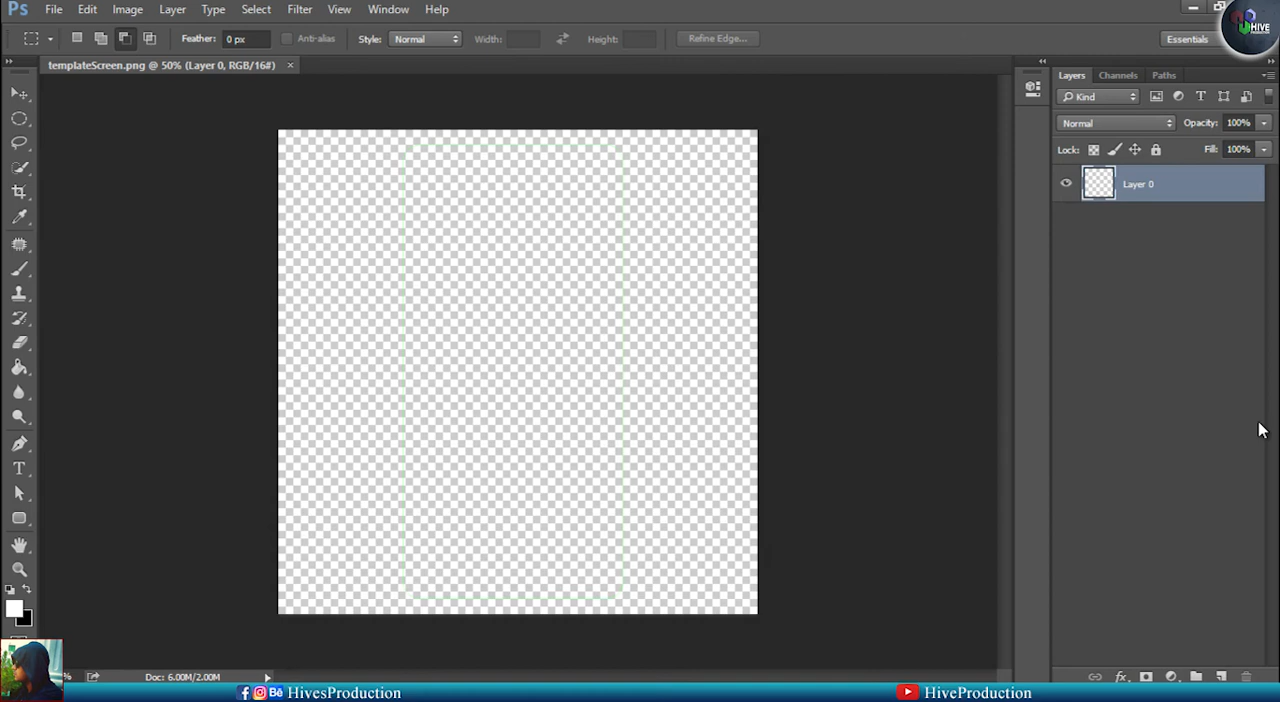 Ps File Edit Image Layer Type Select Filter View Window Help
HIVE
Feather: 0 px Anti-alias Style: Normal Width: Height: Refine Edge... Essentials
templateScreen.png @ 50% (Layer 0, RGB/16#) ×
Layers Channels Paths
Kind
Normal Opacity: 100%
Lock: Fill: 100%
Layer 0
% Doc: 6.00M/2.00M
HivesProduction HiveProduction